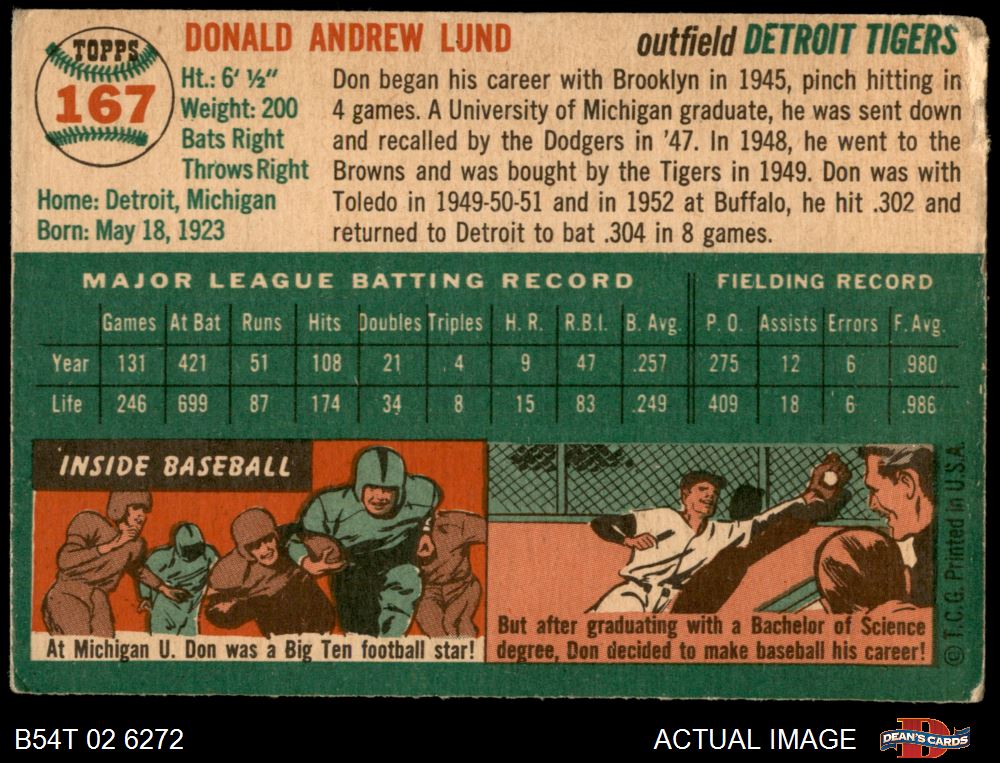 TOPPS
167
DONALD ANDREW LUND
outfield DETROIT TIGERS
Ht.: 6' ½"
Weight: 200
Bats Right
Throws Right
Home: Detroit, Michigan
Born: May 18, 1923
Don began his career with Brooklyn in 1945, pinch hitting in
4 games. A University of Michigan graduate, he was sent down
and recalled by the Dodgers in '47. In 1948, he went to the
Browns and was bought by the Tigers in 1949. Don was with
Toledo in 1949-50-51 and in 1952 at Buffalo, he hit .302 and
returned to Detroit to bat .304 in 8 games.
MAJOR LEAGUE BATTING RECORD FIELDING RECORD
Games At Bat Runs Hits Doubles Triples H. R. R.B.I. B. Avg. P. O. Assists Errors F. Avg.
Year 131 421 51 108 21 4 9 47 .257 275 12 6 .980
Life 246 699 87 174 34 8 15 83 .249 409 18 6 .986
INSIDE BASEBALL
At Michigan U. Don was a Big Ten football star!
But after graduating with a Bachelor of Science
degree, Don decided to make baseball his career!
© T.C.G. Printed in U.S.A.
B54T 02 6272
ACTUAL IMAGE
DEAN'S CARDS